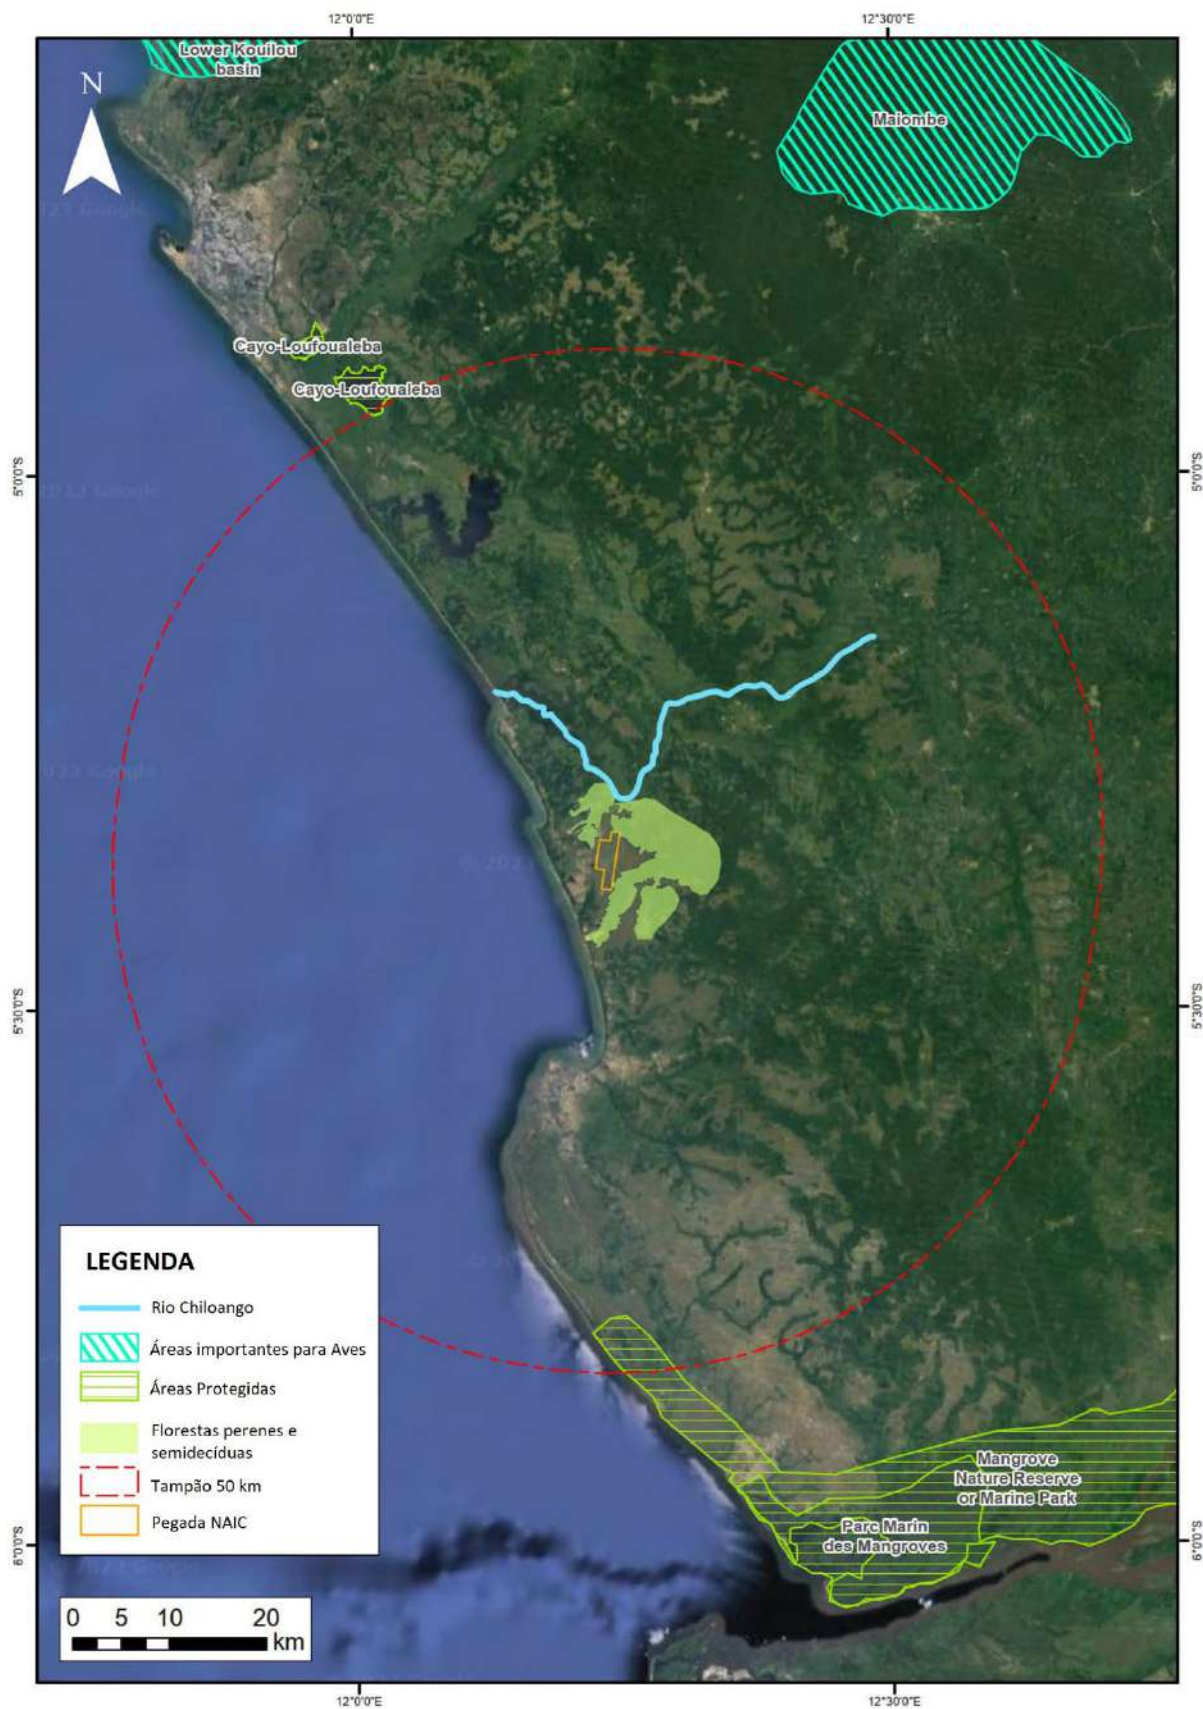 12°0'0"E
12°30'0"E
Lower Kouilou
basin
N
Maiombe
Cayo-Loufoualeba
Cayo-Loufoualeba
5°0'0"S
5°0'0"S
5°30'0"S
5°30'0"S
LEGENDA
Rio Chiloango
Áreas importantes para Aves
Áreas Protegidas
Florestas perenes e
semidecíduas
Tampão 50 km
Pegada NAIC
Mangrove
Nature Reserve
or Marine Park
Parc Marin
des Mangroves
6°0'0"S
6°0'0"S
0 5 10 20
km
12°0'0"E
12°30'0"E